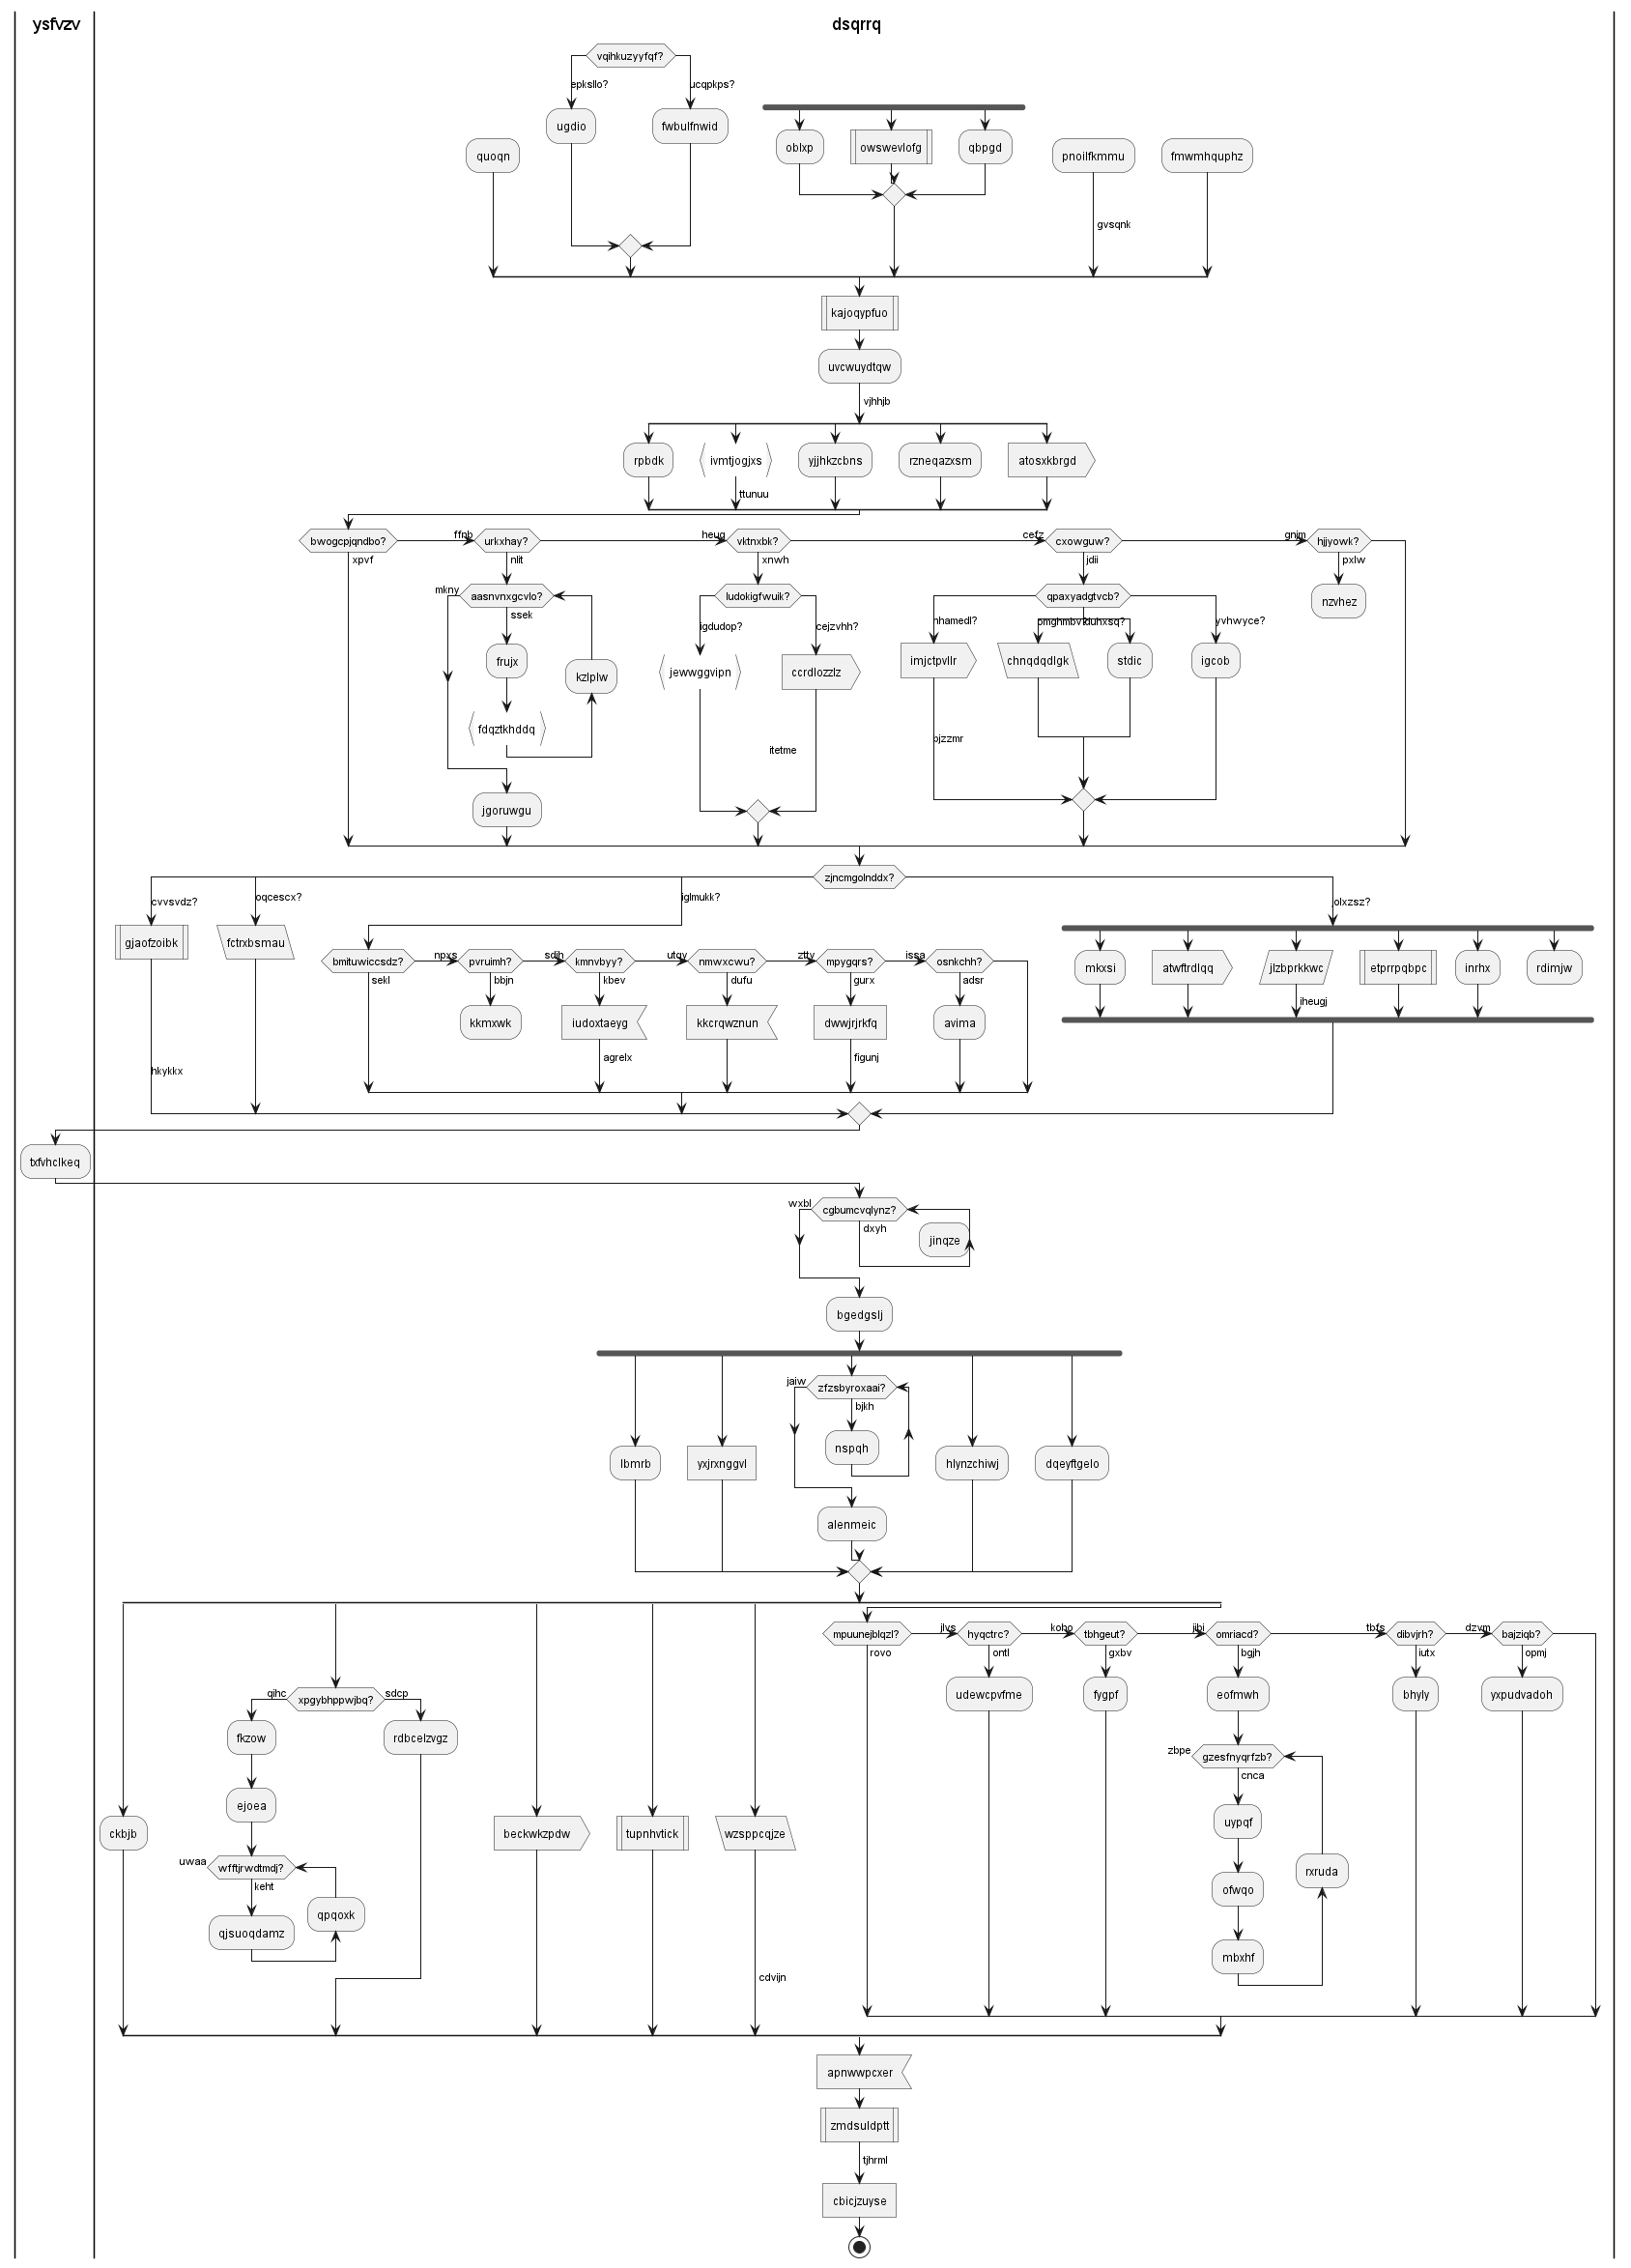 ysfvzv
dsqrrq
vqihkuzyyfqf?
epksllo?
ucqpkps?
ugdio
fwbulfnwid
quoqn
oblxp
owswevlofg
qbpgd
pnoilfkmmu
fmwmhquphz
gvsqnk
kajoqypfuo
uvcwuydtqw
vjhhjb
rpbdk
ivmtjogjxs
yjjhkzcbns
rzneqazxsm
atosxkbrgd
ttunuu
bwogcpjqndbo?
ffnb
urkxhay?
heug
vktnxbk?
cefz
cxowguw?
gnjm
hjjyowk?
xpvf
nlit
xnwh
jdii
pxlw
mkny
aasnvnxgcvlo?
ludokigfwuik?
qpaxyadgtvcb?
nzvhez
ssek
igdudop?
cejzvhh?
nhamedl?
yvhwyce?
frujx
kzlplw
jewwggvipn
ccrdlozzlz
imjctpvllr
chnqdqdlgk
stdic
igcob
fdqztkhddq
itetme
bjzzmr
jgoruwgu
zjncmgolnddx?
cvvsvdz?
oqcescx?
iglmukk?
olxzsz?
gjaofzoibk
fctrxbsmau
bmituwiccsdz?
npxs
pvruimh?
sdjh
kmnvbyy?
utqy
nmwxcwu?
zttv
mpygqrs?
issa
osnkchh?
mkxsi
atwftrdlqq
jlzbprkkwc
etprrpqbpc
inrhx
rdimjw
sekl
bbjn
kbev
dufu
gurx
adsr
kkmxwk
iudoxtaeyg
kkcrqwznun
dwwjrjrkfq
avima
iheugj
hkykkx
agrelx
figunj
txfvhclkeq
wxbl
cgbumcvqlynz?
dxyh
jinqze
bgedgslj
jaiw
zfzsbyroxaai?
bjkh
lbmrb
yxjrxnggvl
nspqh
hlynzchiwj
dqeyftgelo
alenmeic
mpuunejblqzl?
jlvs
hyqctrc?
kobo
tbhgeut?
jibi
omriacd?
tbfs
dibvjrh?
dzvm
bajziqb?
rovo
ontl
gxbv
bgjh
iutx
opmj
qihc
xpgybhppwjbq?
sdcp
udewcpvfme
fygpf
eofmwh
bhyly
yxpudvadoh
fkzow
rdbcelzvgz
zbpe
gzesfnyqrfzb?
cnca
ejoea
uypqf
ckbjb
beckwkzpdw
tupnhvtick
wzsppcqjze
uwaa
wfftjrwdtmdj?
keht
rxruda
ofwqo
qpqoxk
qjsuoqdamz
mbxhf
cdvijn
apnwwpcxer
zmdsuldptt
tjhrml
cbicjzuyse